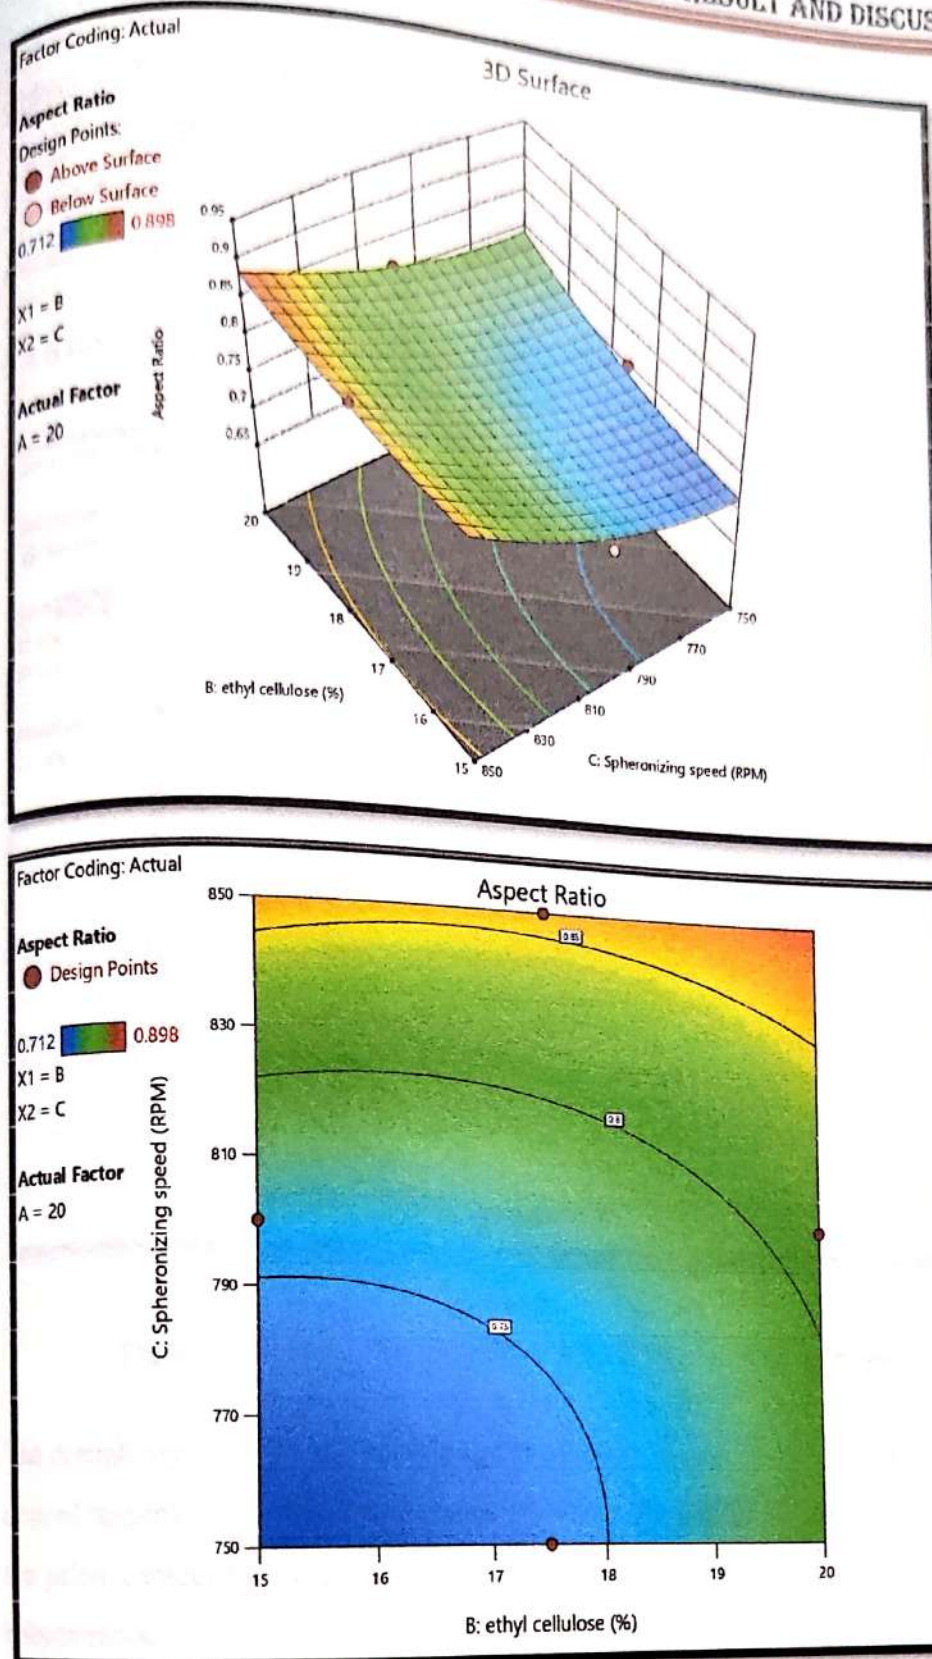 AND DISCUS
Factor Coding: Actual
3D Surface
Aspect Ratio
Design Points:
Above Surface
Below Surface
0.712 0.898
X1 = B
X2 = C
Actual Factor
A = 20
Aspect Ratio
0.95
0.9
0.85
0.8
0.75
0.7
0.65
20
19
18
17
16
15
B: ethyl cellulose (%)
850
830
810
790
770
750
C: Spheronizing speed (RPM)
Factor Coding: Actual
Aspect Ratio
Aspect Ratio
Design Points
0.712 0.898
X1 = B
X2 = C
Actual Factor
A = 20
C: Spheronizing speed (RPM)
850
830
810
790
770
750
0.85
0.8
0.75
15 16 17 18 19 20
B: ethyl cellulose (%)